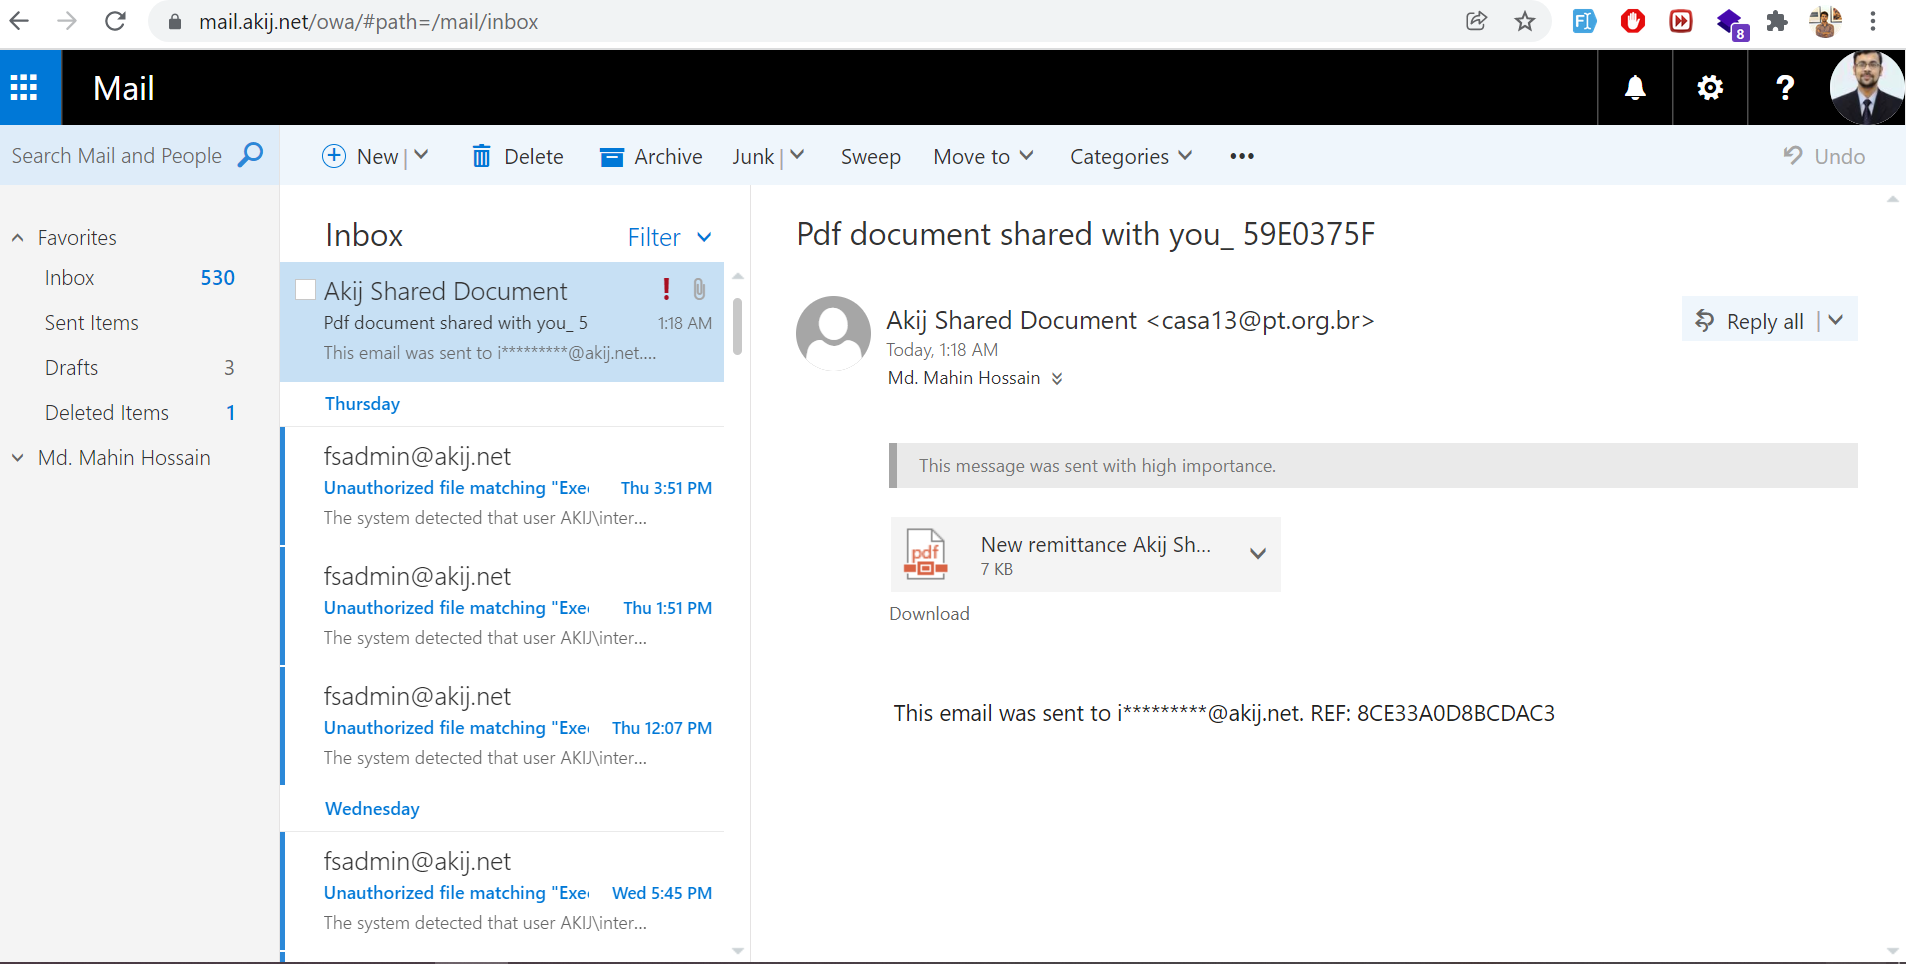 mail.akij.net/owa/#path=/mail/inbox
8
Mail
?
Search Mail and People
New
Delete
Archive
Junk
Sweep
Move to
Categories
Undo
Favorites
Inbox 530
Sent Items
Drafts 3
Deleted Items 1
Md. Mahin Hossain
Inbox
Filter
Akij Shared Document !
Pdf document shared with you_ 5 1:18 AM
This email was sent to i*********@akij.net....
Thursday
fsadmin@akij.net
Unauthorized file matching "Exec Thu 3:51 PM
The system detected that user AKIJ\inter...
fsadmin@akij.net
Unauthorized file matching "Exec Thu 1:51 PM
The system detected that user AKIJ\inter...
fsadmin@akij.net
Unauthorized file matching "Exec Thu 12:07 PM
The system detected that user AKIJ\inter...
Wednesday
fsadmin@akij.net
Unauthorized file matching "Exec Wed 5:45 PM
The system detected that user AKIJ\inter...
Pdf document shared with you_ 59E0375F
Akij Shared Document <casa13@pt.org.br>
Today, 1:18 AM
Md. Mahin Hossain
Reply all
This message was sent with high importance.
pdf
New remittance Akij Sh...
7 KB
Download
This email was sent to i*********@akij.net. REF: 8CE33A0D8BCDAC3